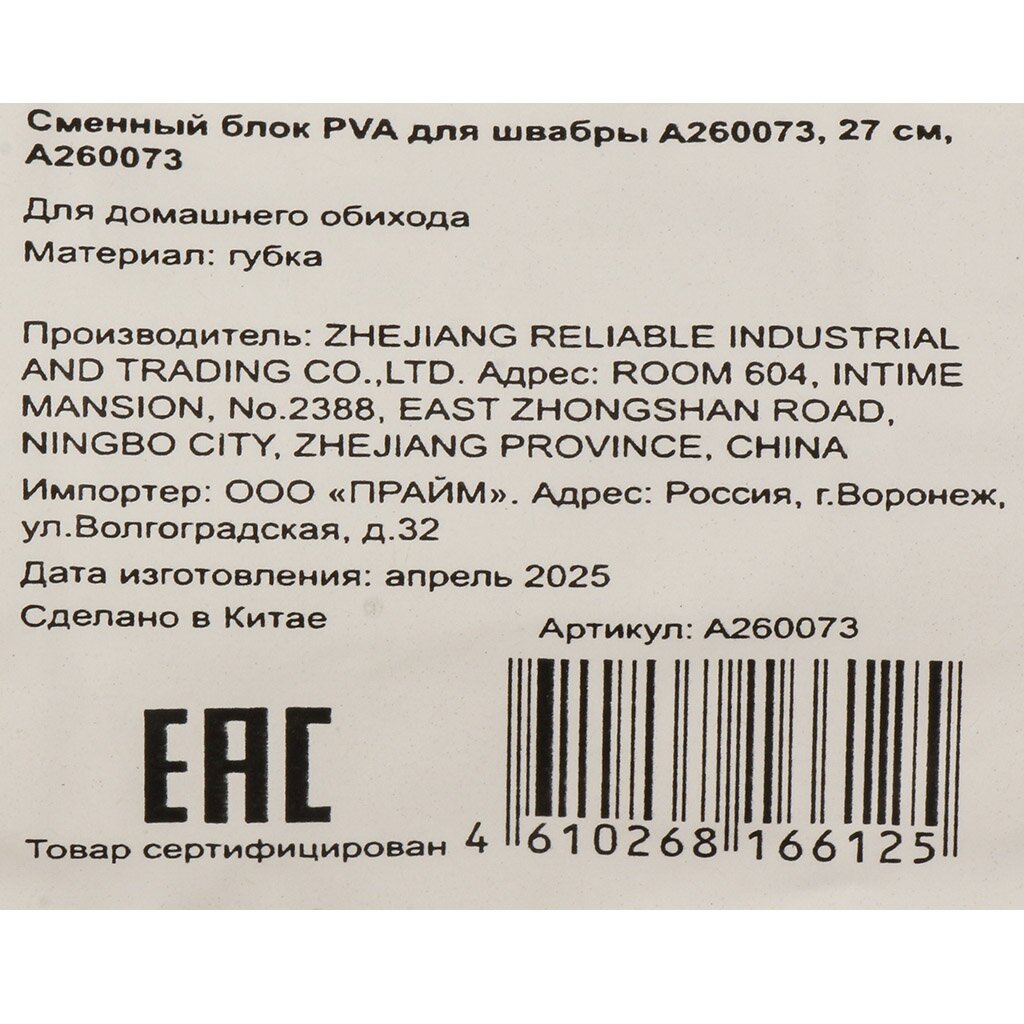 Сменный блок PVA для швабры A260073, 27 см,
A260073
Для домашнего обихода
Материал: губка
Производитель: ZHEJIANG RELIABLE INDUSTRIAL
AND TRADING CO.,LTD. Адрес: ROOM 604, INTIME
MANSION, No.2388, EAST ZHONGSHAN ROAD,
NINGBO CITY, ZHEJIANG PROVINCE, CHINA
Импортер: ООО «ПРАЙМ». Адрес: Россия, г.Воронеж,
ул.Волгоградская, д.32
Дата изготовления: апрель 2025
Сделано в Китае
Артикул: A260073
EAC
Товар сертифицирован
4 610268 166125